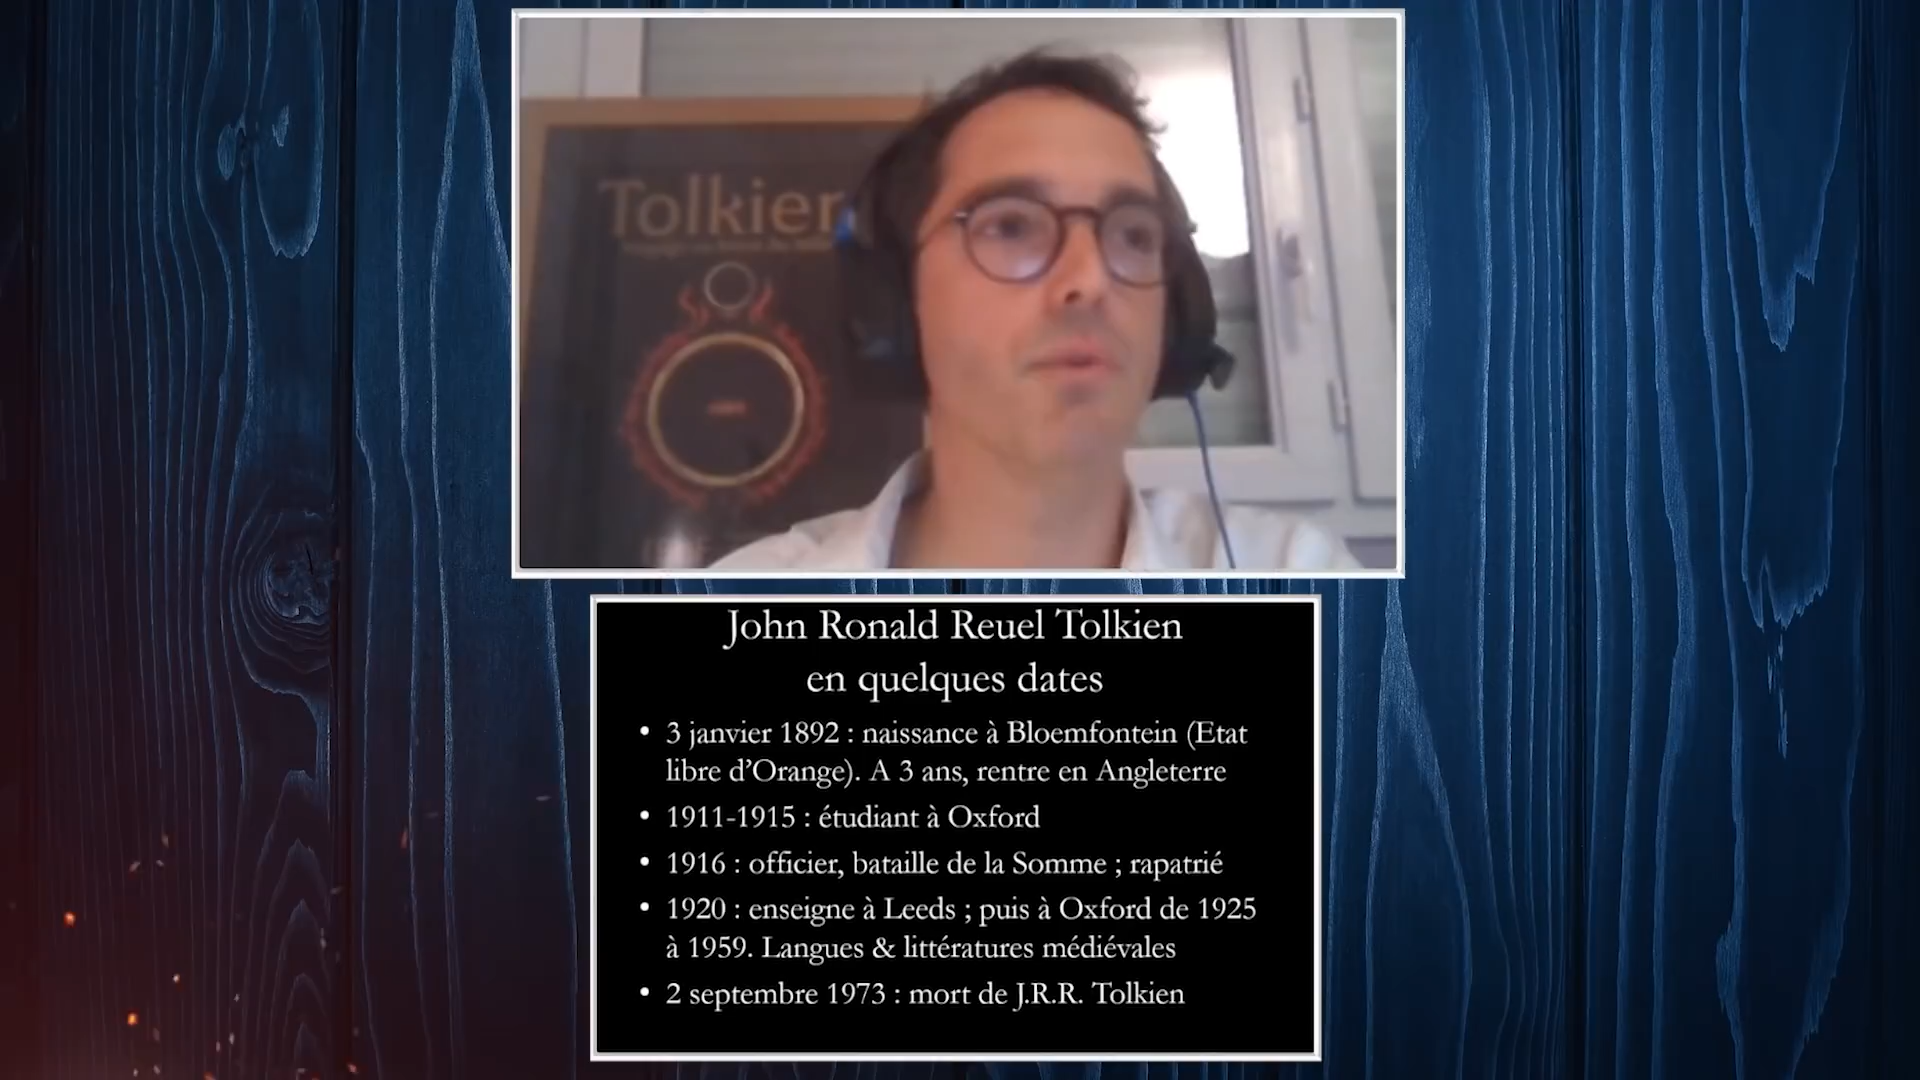 Tolkien
John Ronald Reuel Tolkien
en quelques dates
• 3 janvier 1892 : naissance à Bloemfontein (Etat
libre d’Orange). A 3 ans, rentre en Angleterre
• 1911-1915 : étudiant à Oxford
• 1916 : officier, bataille de la Somme ; rapatrié
• 1920 : enseigne à Leeds ; puis à Oxford de 1925
à 1959. Langues & littératures médiévales
• 2 septembre 1973 : mort de J.R.R. Tolkien